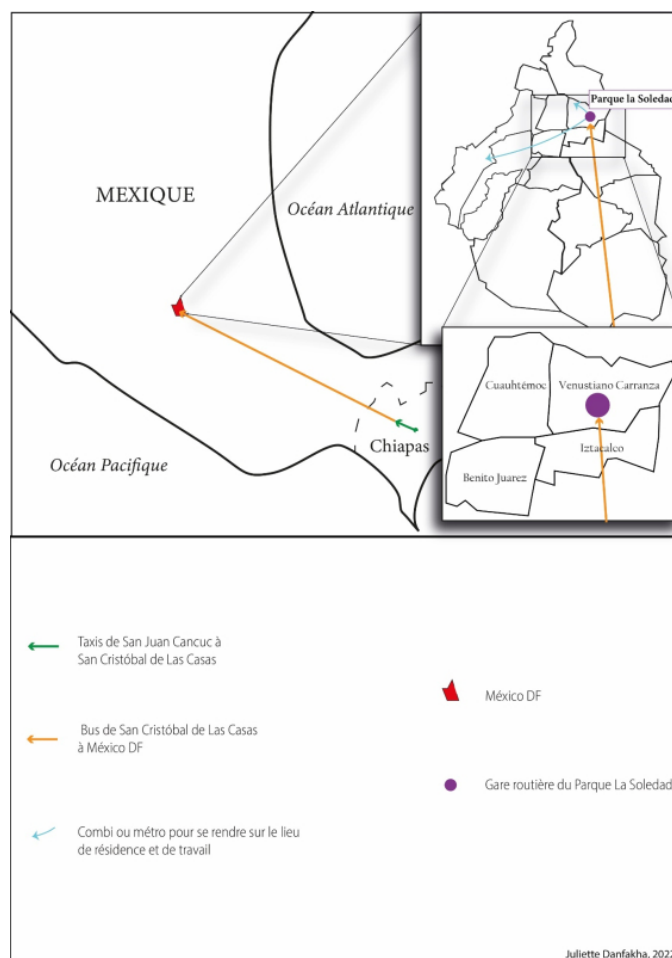 Parque la Soledad
MEXIQUE
Océan Atlantique
Cuauhtémoc
Venustiano Carranza
Iztacalco
Benito Juarez
Chiapas
Océan Pacifique
Taxis de San Juan Cancuc à
San Cristóbal de Las Casas
México DF
Bus de San Cristóbal de Las Casas
à México DF
Gare routière du Parque La Soledad
Combi ou métro pour se rendre sur le lieu
de résidence et de travail
Juliette Danfakha, 202